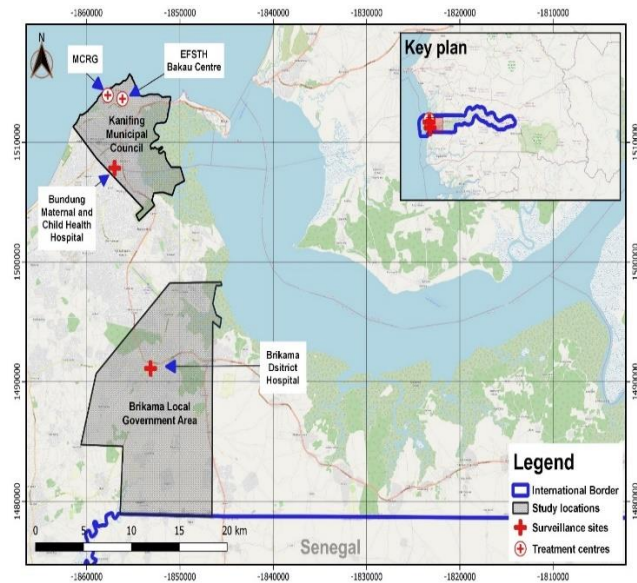 -1860000
-1850000
-1840000
-1830000
-1820000
-1810000
N
MCRG
EFSTH
Bakau Centre
Kanifing
Municipal
Council
Bundung
Maternal and
Child Health
Hospital
Key plan
1510000
1510000
1500000
1500000
1490000
1490000
1480000
1480000
Brikama
Dsitrict
Hospital
Brikama Local
Government Area
Legend
International Border
Study locations
Surveillance sites
Treatment centres
0
5
10
15
20 km
Senegal
-1860000
-1850000
-1840000
-1830000
-1820000
-1810000